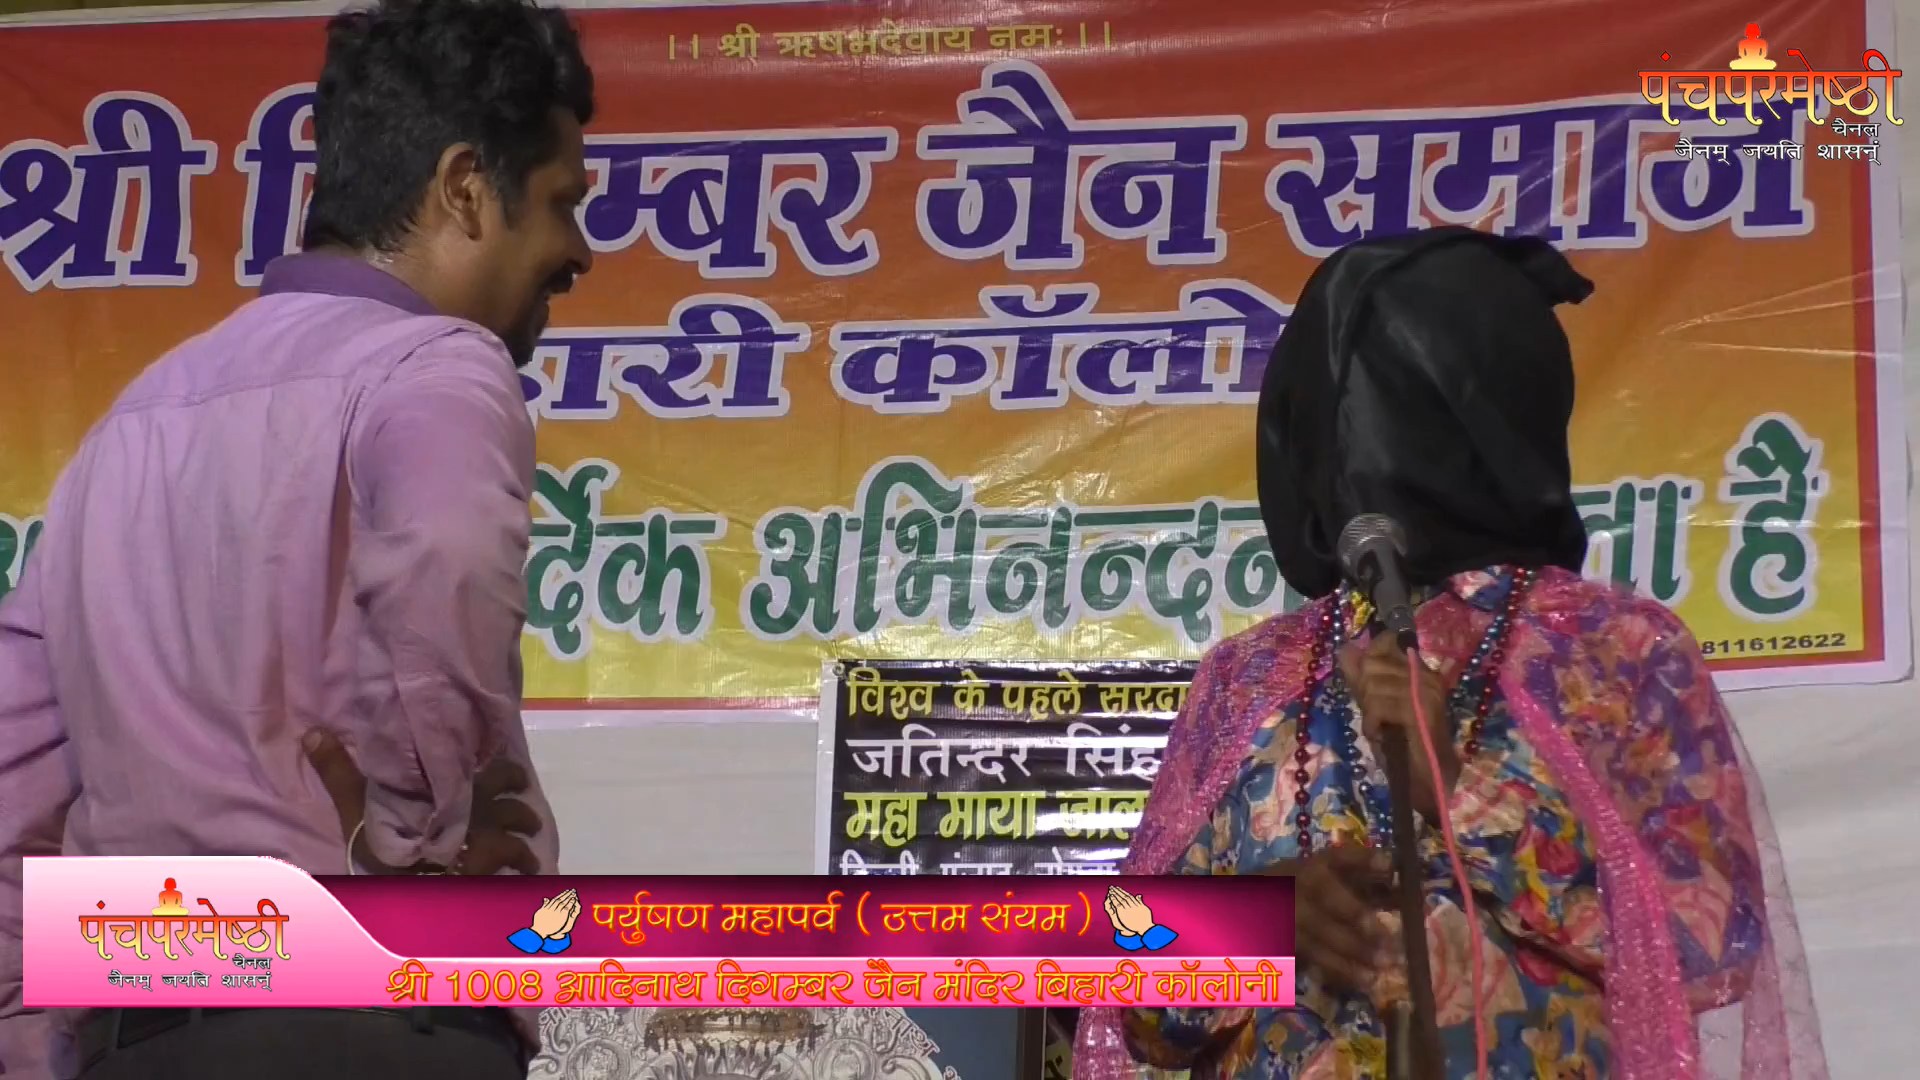 ।। श्री ऋषभदेवाय नमः ।।
श्री जैन समाज
कॉलो
अभिनन्दन है
811612622
विश्व के पहले सरदा
जतिन्दर सिंह
महा माया जाल
पंचपरमेष्ठी
चैनल
जैनम् जयति शासनं
पंचपरमेष्ठी
चैनल
जैनम् जयति शासनं
पर्युषण महापर्व ( उत्तम संयम )
श्री 1008 आदिनाथ दिगम्बर जैन मंदिर बिहारी कॉलोनी